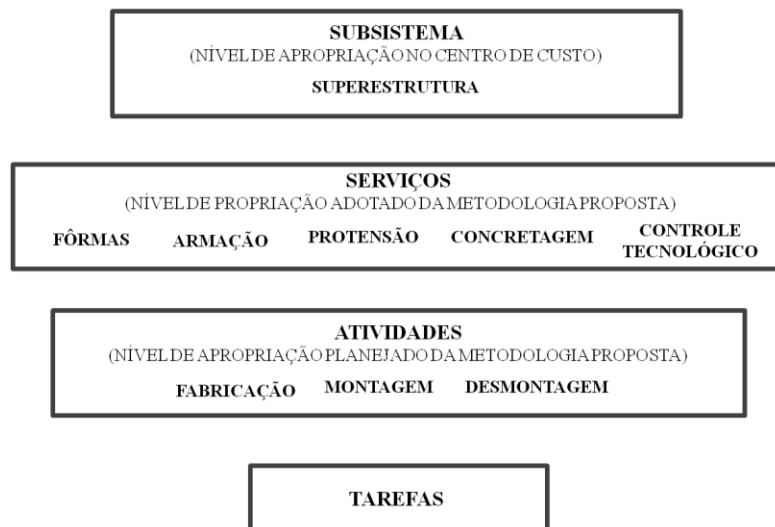 SUBSISTEMA
(NÍVEL DE APROPRIAÇÃO NO CENTRO DE CUSTO)
SUPERESTRUTURA
SERVIÇOS
(NÍVEL DE PROPRIAÇÃO ADOTADO DA METODOLOGIA PROPOSTA)
FÔRMAS ARMAÇÃO PROTENSÃO CONCRETAGEM CONTROLE
TECNOLÓGICO
ATIVIDADES
(NÍVEL DE APROPRIAÇÃO PLANEJADO DA METODOLOGIA PROPOSTA)
FABRICAÇÃO MONTAGEM DESMONTAGEM
TAREFAS